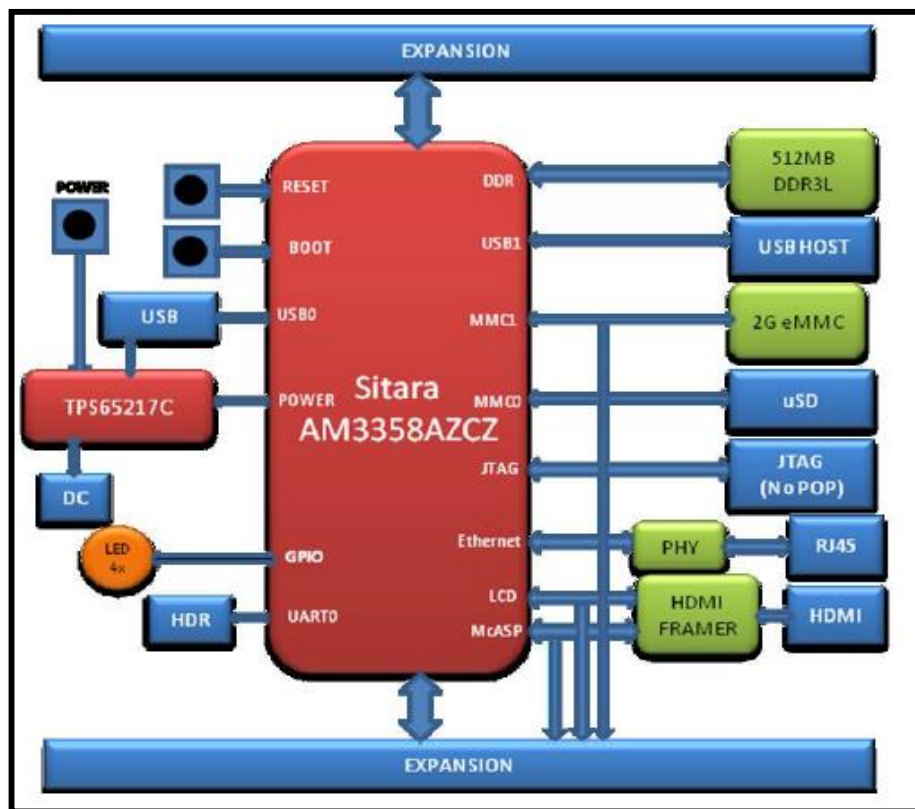 EXPANSION
POWER
RESET
BOOT
USB
USB0
TPS65217C
POWER
DC
LED
4x
GPIO
HDR
UART0
Sitara
AM3358AZCZ
DDR
512MB
DDR3L
USB1
USB HOST
MMC1
2G eMMC
MMC0
uSD
JTAG
JTAG
(No POP)
Ethernet
PHY
RJ45
LCD
McASP
HDMI
FRAMER
HDMI
EXPANSION